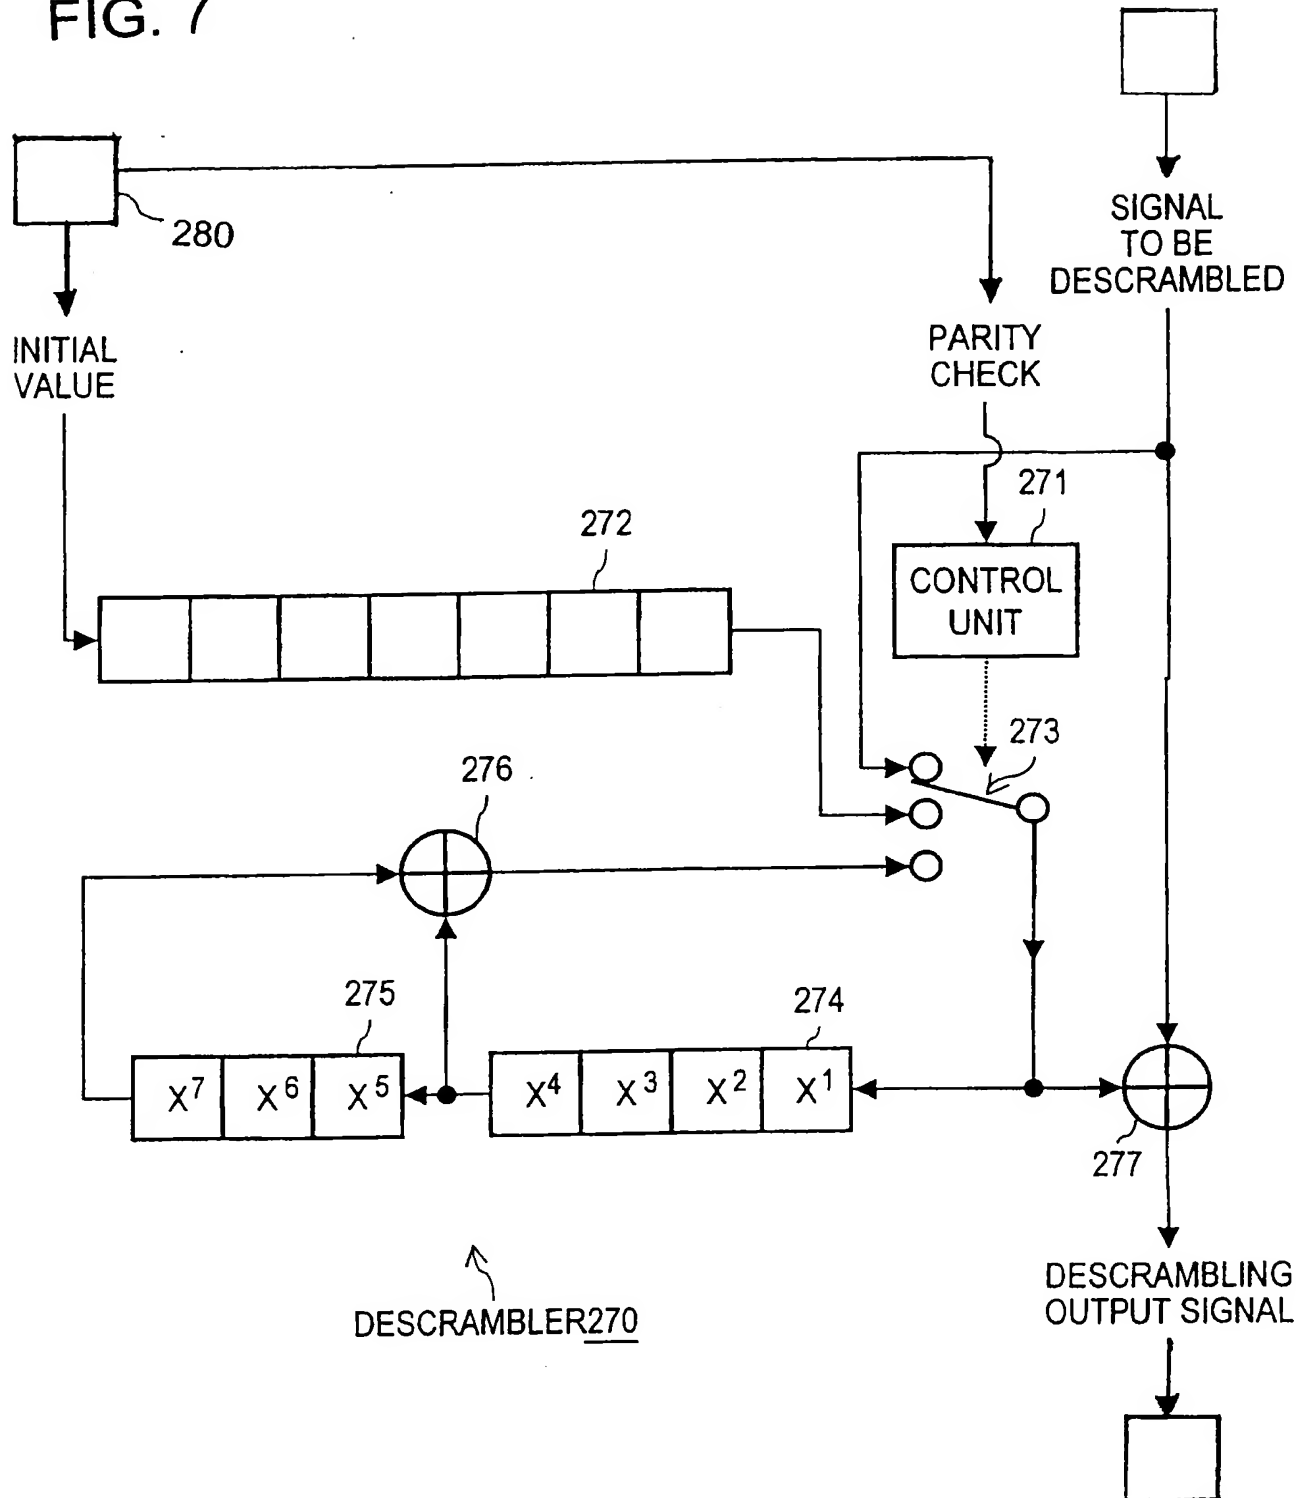 FIG. 7
280
SIGNAL
TO BE
DESCRAMBLED
INITIAL
VALUE
PARITY
CHECK
271
272
CONTROL
UNIT
273
276
275
274
X⁷ X⁶ X⁵
X⁴ X³ X² X¹
277
DESCRAMBLING
OUTPUT SIGNAL
DESCRAMBLER270